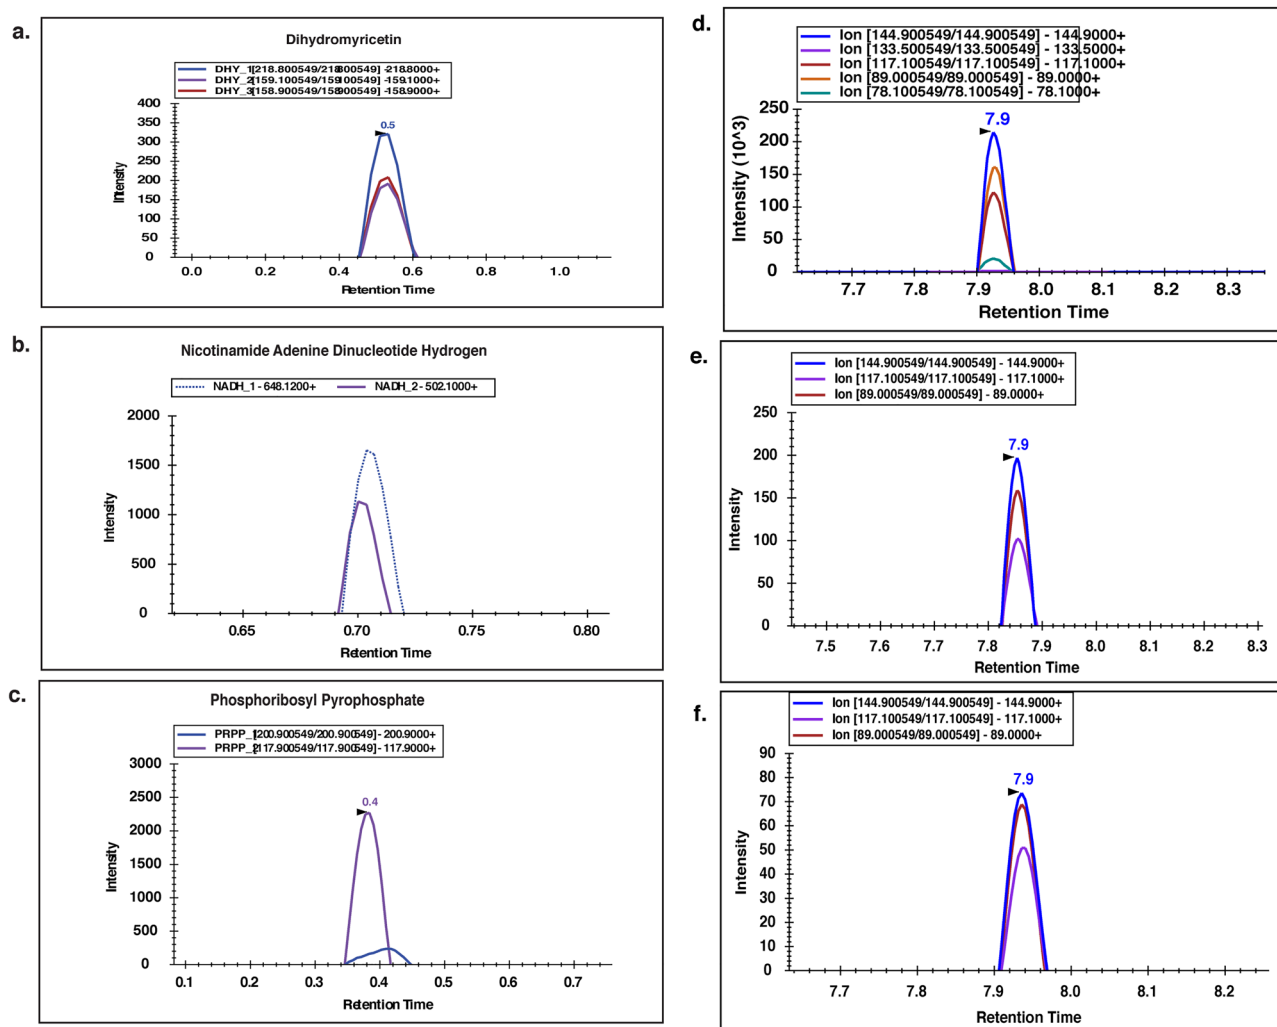 a.
Dihydromyricetin
DHY_1[218.800549/218.800549] - 218.8000+
DHY_2[159.100549/159.100549] - 159.1000+
DHY_3[158.900549/158.900549] - 158.9000+
400
350
300
250
200
150
100
50
0
Intensity
0.5
0.0 0.2 0.4 0.6 0.8 1.0
Retention Time
b.
Nicotinamide Adenine Dinucleotide Hydrogen
NADH_1 - 648.1200+ NADH_2 - 502.1000+
2000
1500
1000
500
0
Intensity
0.65 0.70 0.75 0.80
Retention Time
c.
Phosphoribosyl Pyrophosphate
PRPP_1[200.900549/200.900549] - 200.9000+
PRPP_2[117.900549/117.900549] - 117.9000+
3000
2500
2000
1500
1000
500
0
Intensity
0.4
0.1 0.2 0.3 0.4 0.5 0.6 0.7
Retention Time
d.
Ion [144.900549/144.900549] - 144.9000+
Ion [133.500549/133.500549] - 133.5000+
Ion [117.100549/117.100549] - 117.1000+
Ion [89.000549/89.000549] - 89.0000+
Ion [78.100549/78.100549] - 78.1000+
250
200
150
100
50
0
Intensity (10^3)
7.9
7.7 7.8 7.9 8.0 8.1 8.2 8.3
Retention Time
e.
Ion [144.900549/144.900549] - 144.9000+
Ion [117.100549/117.100549] - 117.1000+
Ion [89.000549/89.000549] - 89.0000+
250
200
150
100
50
0
Intensity
7.9
7.5 7.6 7.7 7.8 7.9 8.0 8.1 8.2 8.3
Retention Time
f.
Ion [144.900549/144.900549] - 144.9000+
Ion [117.100549/117.100549] - 117.1000+
Ion [89.000549/89.000549] - 89.0000+
90
80
70
60
50
40
30
20
10
0
Intensity
7.9
7.7 7.8 7.9 8.0 8.1 8.2
Retention Time